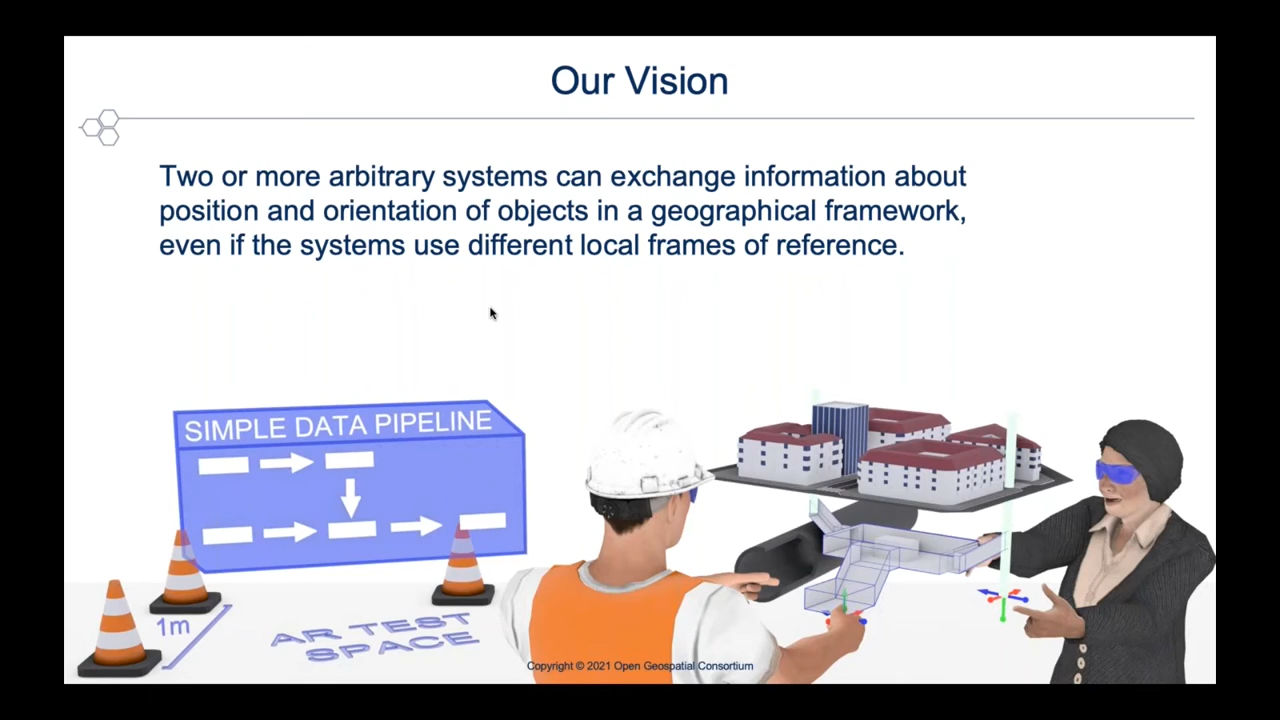 Our Vision
Two or more arbitrary systems can exchange information about
position and orientation of objects in a geographical framework,
even if the systems use different local frames of reference.
SIMPLE DATA PIPELINE
1m
AR TEST
SPACE
Copyright © 2021 Open Geospatial Consortium